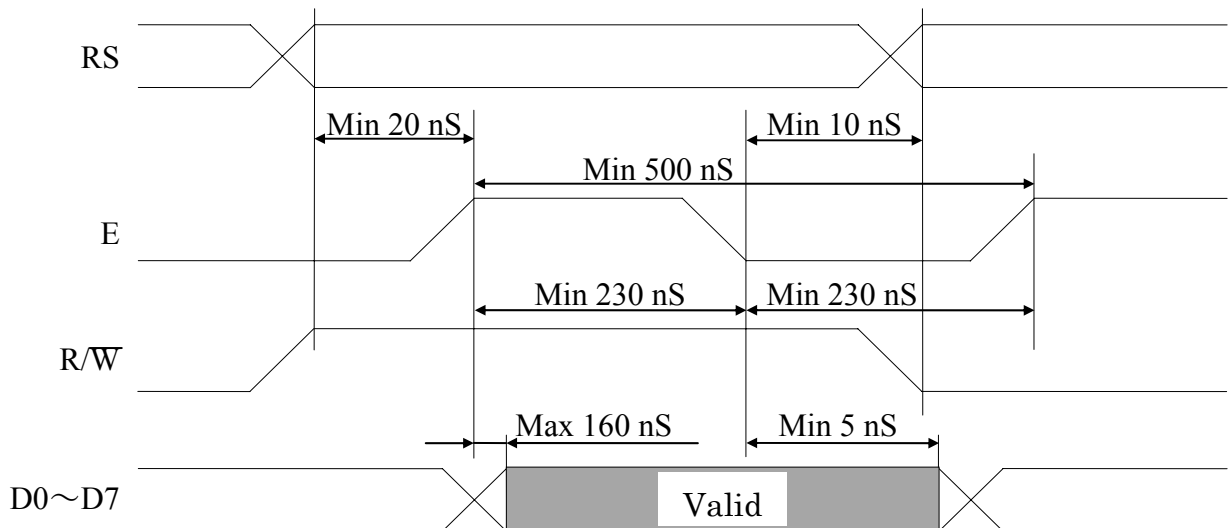 RS
Min 20 nS
Min 10 nS
Min 500 nS
E
Min 230 nS
Min 230 nS
R/W̅
Max 160 nS
Min 5 nS
D0～D7
Valid